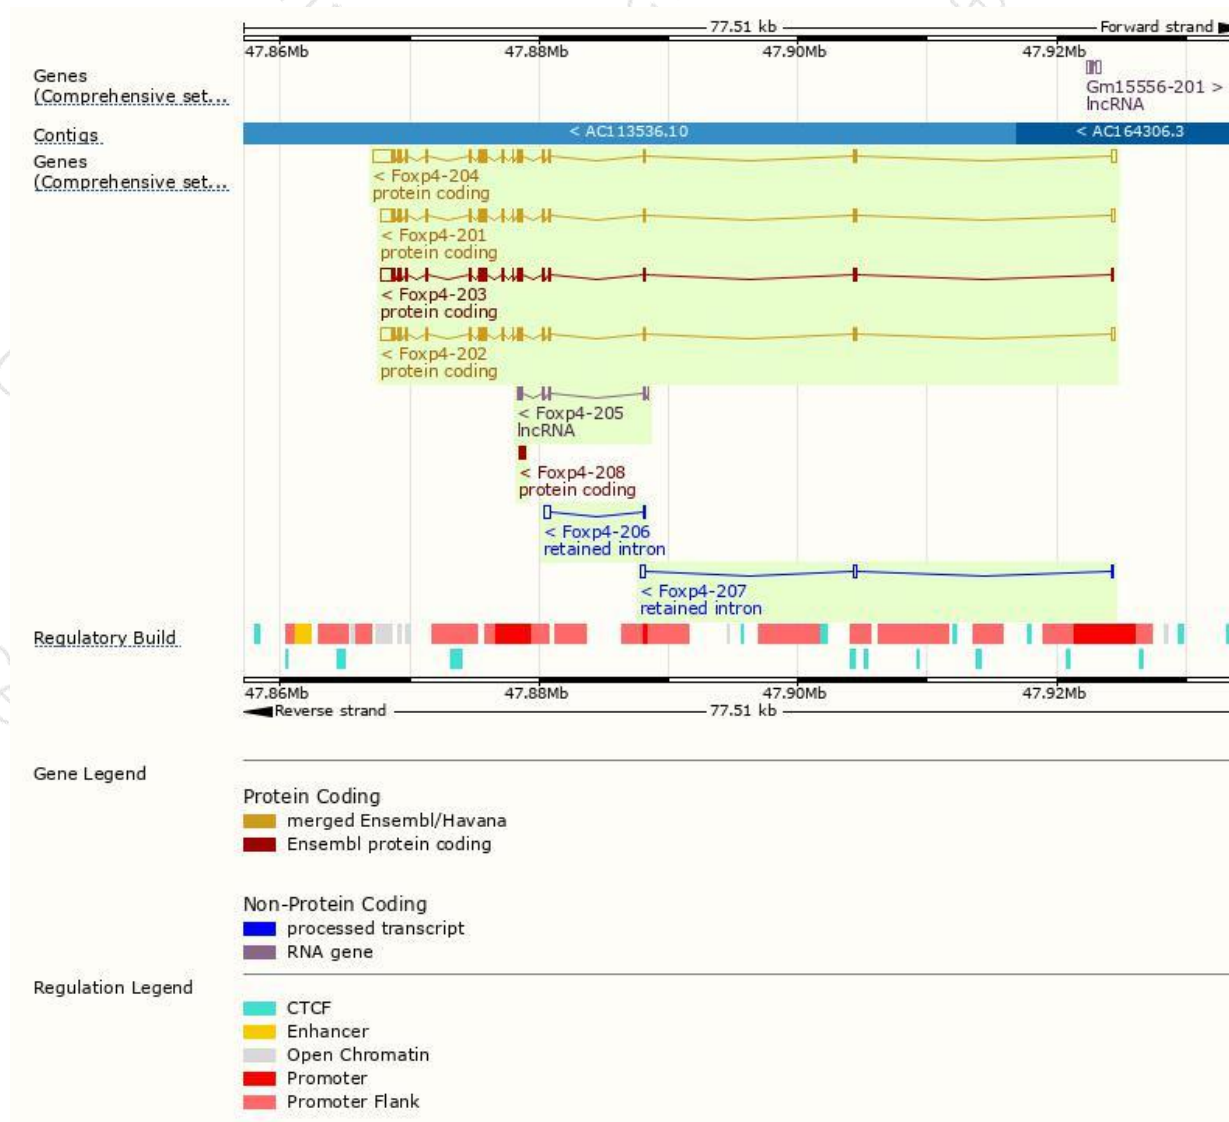 77.51 kb
Forward strand
47.86Mb 47.88Mb 47.90Mb 47.92Mb
Genes
(Comprehensive set...
Gm15556-201 >
lncRNA
Contigs
< AC113536.10
< AC164306.3
Genes
(Comprehensive set...
< Foxp4-204
protein coding
< Foxp4-201
protein coding
< Foxp4-203
protein coding
< Foxp4-202
protein coding
< Foxp4-205
lncRNA
< Foxp4-208
protein coding
< Foxp4-206
retained intron
< Foxp4-207
retained intron
Regulatory Build
47.86Mb 47.88Mb 47.90Mb 47.92Mb
Reverse strand
77.51 kb
Gene Legend
Protein Coding
merged Ensembl/Havana
Ensembl protein coding
Non-Protein Coding
processed transcript
RNA gene
Regulation Legend
CTCF
Enhancer
Open Chromatin
Promoter
Promoter Flank